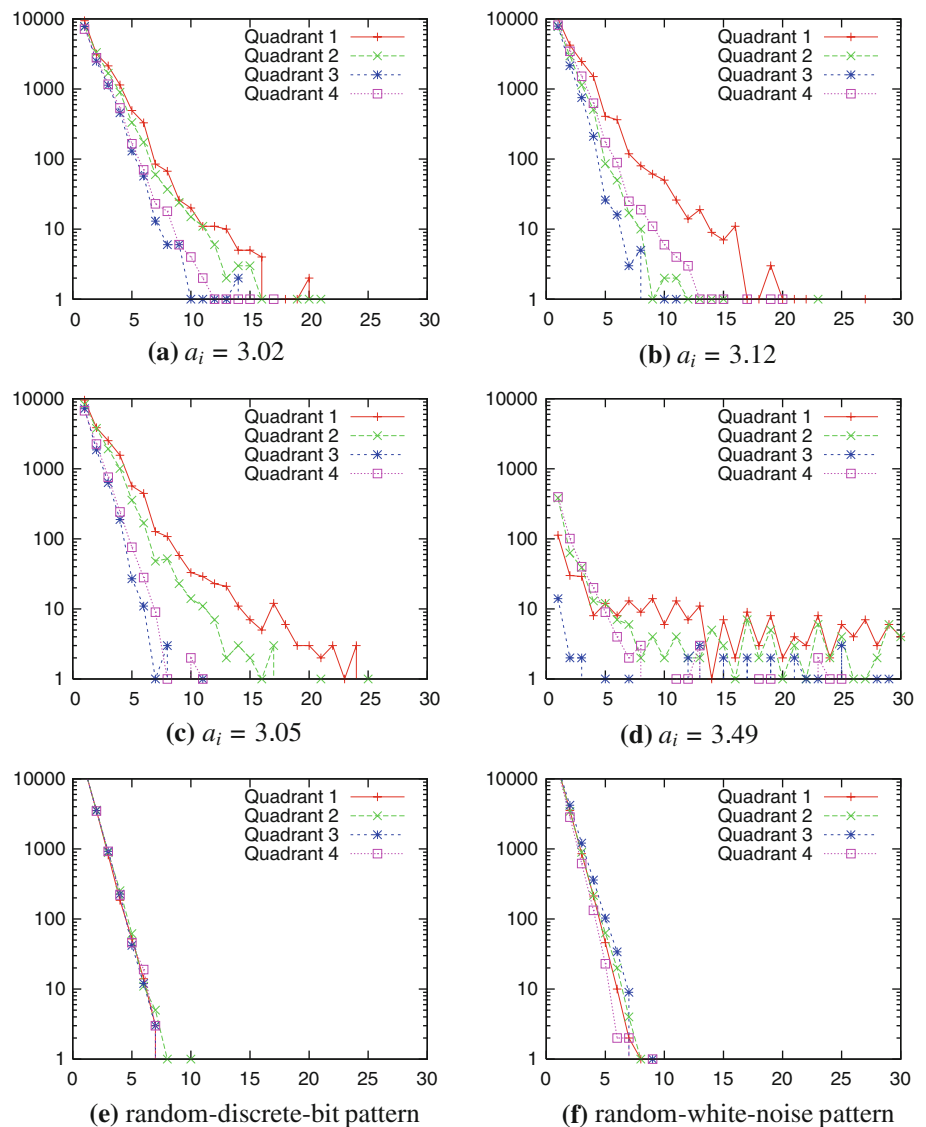 10000
1000
100
10
1
0 5 10 15 20 25 30
Quadrant 1
Quadrant 2
Quadrant 3
Quadrant 4
(a) a_i = 3.02
10000
1000
100
10
1
0 5 10 15 20 25 30
Quadrant 1
Quadrant 2
Quadrant 3
Quadrant 4
(b) a_i = 3.12
10000
1000
100
10
1
0 5 10 15 20 25 30
Quadrant 1
Quadrant 2
Quadrant 3
Quadrant 4
(c) a_i = 3.05
10000
1000
100
10
1
0 5 10 15 20 25 30
Quadrant 1
Quadrant 2
Quadrant 3
Quadrant 4
(d) a_i = 3.49
10000
1000
100
10
1
0 5 10 15 20 25 30
Quadrant 1
Quadrant 2
Quadrant 3
Quadrant 4
(e) random-discrete-bit pattern
10000
1000
100
10
1
0 5 10 15 20 25 30
Quadrant 1
Quadrant 2
Quadrant 3
Quadrant 4
(f) random-white-noise pattern